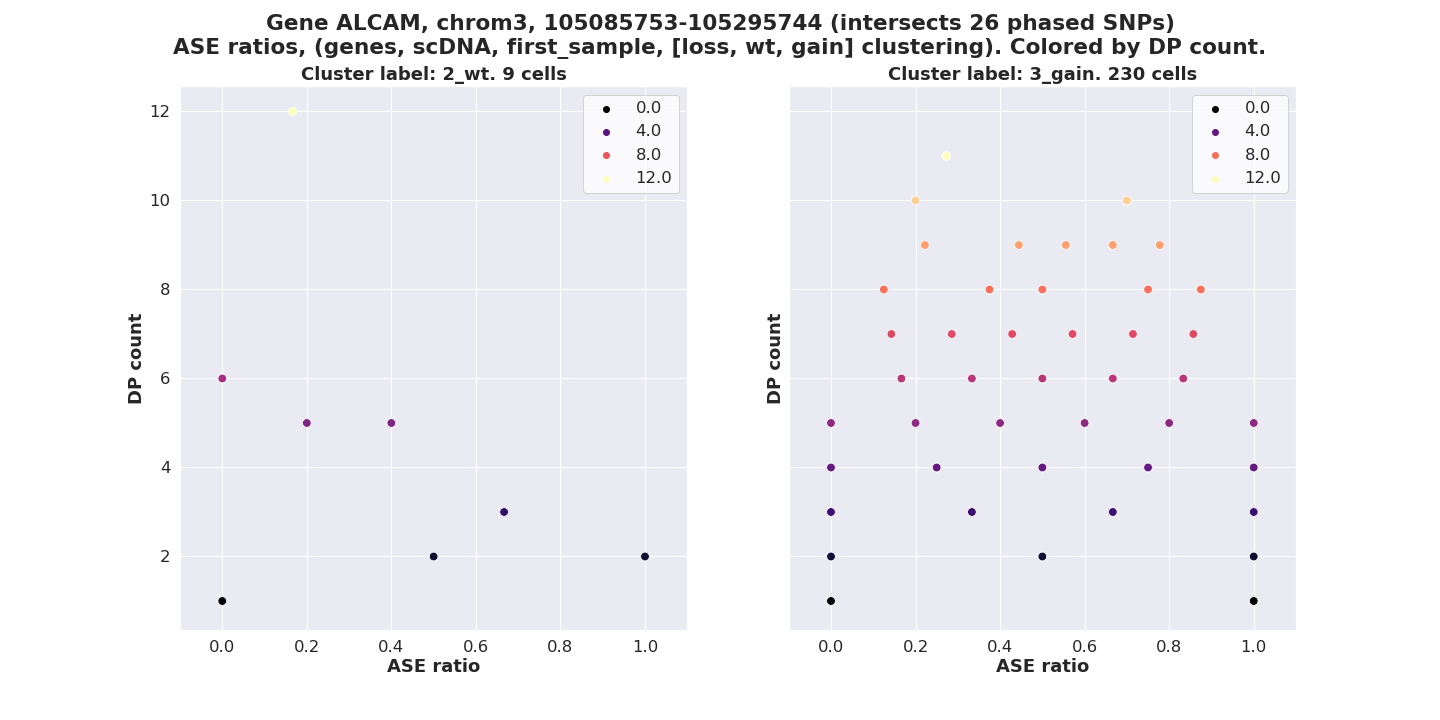 Gene ALCAM, chrom3, 105085753-105295744 (intersects 26 phased SNPs)
ASE ratios, (genes, scDNA, first_sample, [loss, wt, gain] clustering). Colored by DP count.
Cluster label: 2_wt. 9 cells
12
10
8
6
4
2
DP count
0.0
4.0
8.0
12.0
0.0 0.2 0.4 0.6 0.8 1.0
ASE ratio
Cluster label: 3_gain. 230 cells
DP count
0.0
4.0
8.0
12.0
0.0 0.2 0.4 0.6 0.8 1.0
ASE ratio